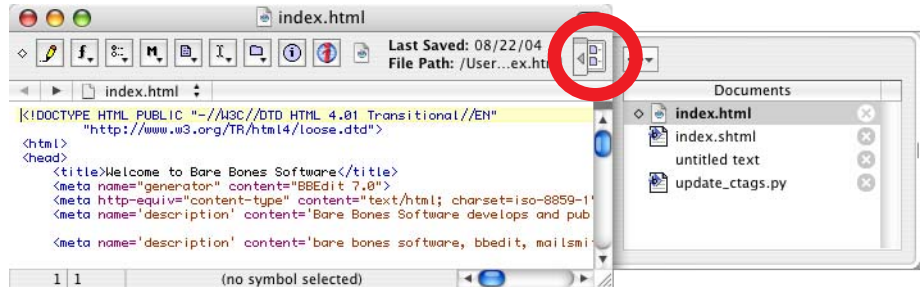 index.html
Last Saved: 08/22/04
File Path: /User...ex.ht
index.html
<!DOCTYPE HTML PUBLIC "-//W3C//DTD HTML 4.01 Transitional//EN"
"http://www.w3.org/TR/html4/loose.dtd">
<html>
<head>
<title>Welcome to Bare Bones Software</title>
<meta name="generator" content="BBEdit 7.0">
<meta http-equiv="content-type" content="text/html; charset=iso-8859-1"
<meta name='description' content='Bare Bones Software develops and pub
<meta name='description' content='bare bones software, bbedit, mailsmi
1 1 (no symbol selected)
Documents
index.html
index.shtml
untitled text
update_ctags.py